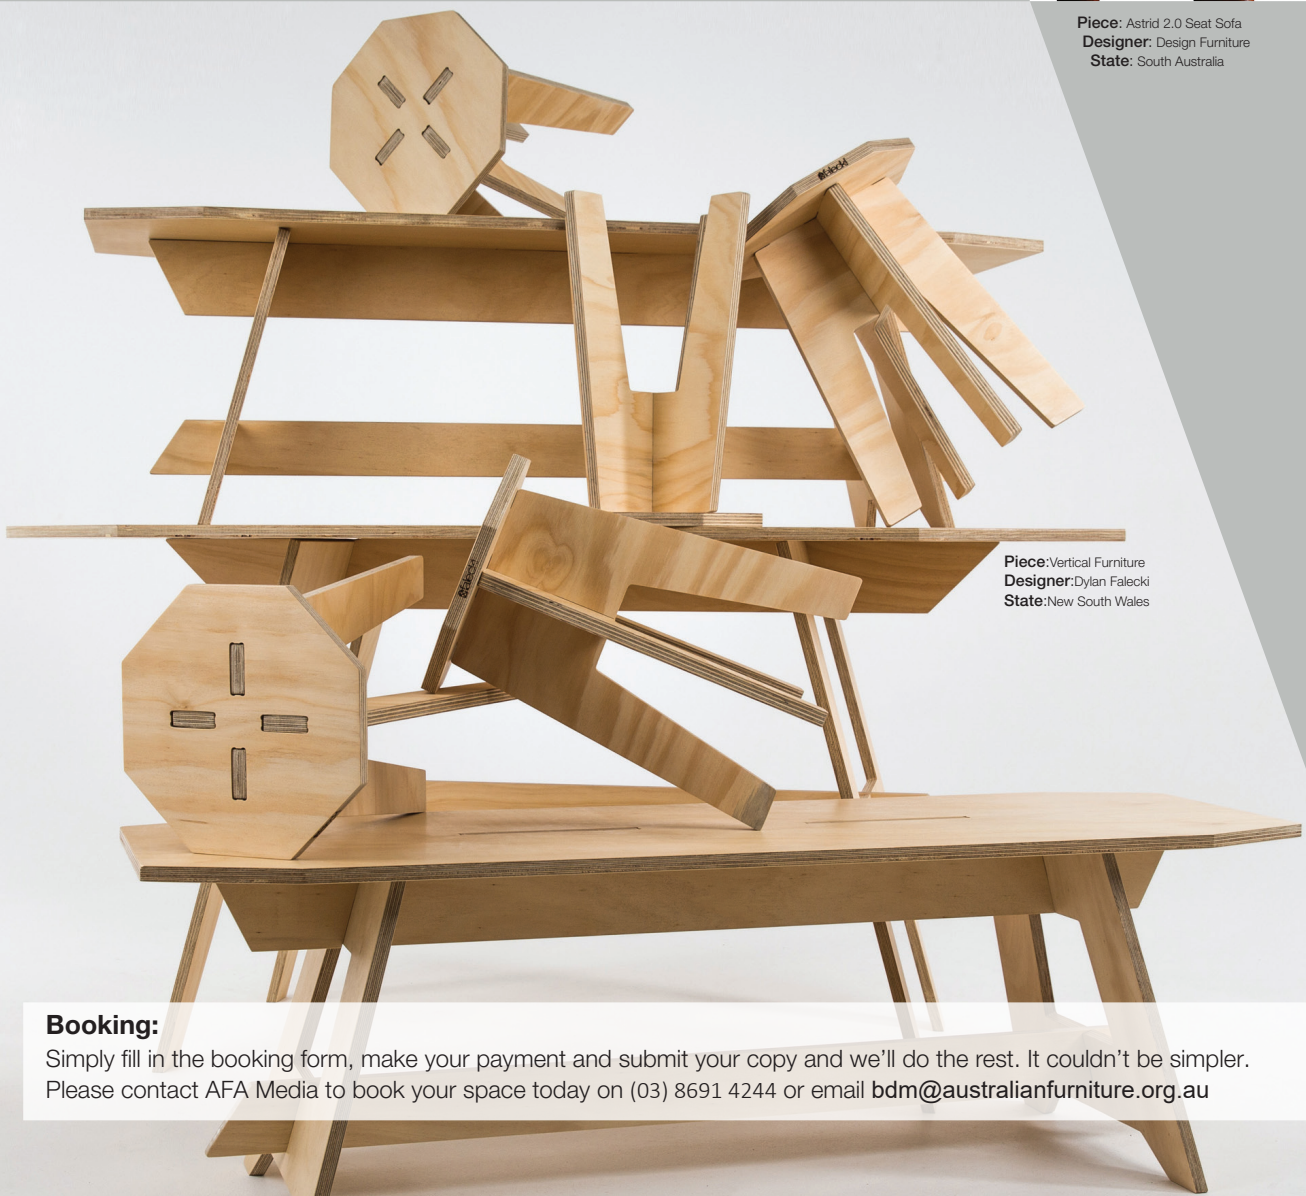 Piece: Astrid 2.0 Seat Sofa
Designer: Design Furniture
State: South Australia
falecki
falecki
Piece:Vertical Furniture
Designer:Dylan Falecki
State:New South Wales
Booking:
Simply fill in the booking form, make your payment and submit your copy and we'll do the rest. It couldn't be simpler.
Please contact AFA Media to book your space today on (03) 8691 4244 or email bdm@australianfurniture.org.au